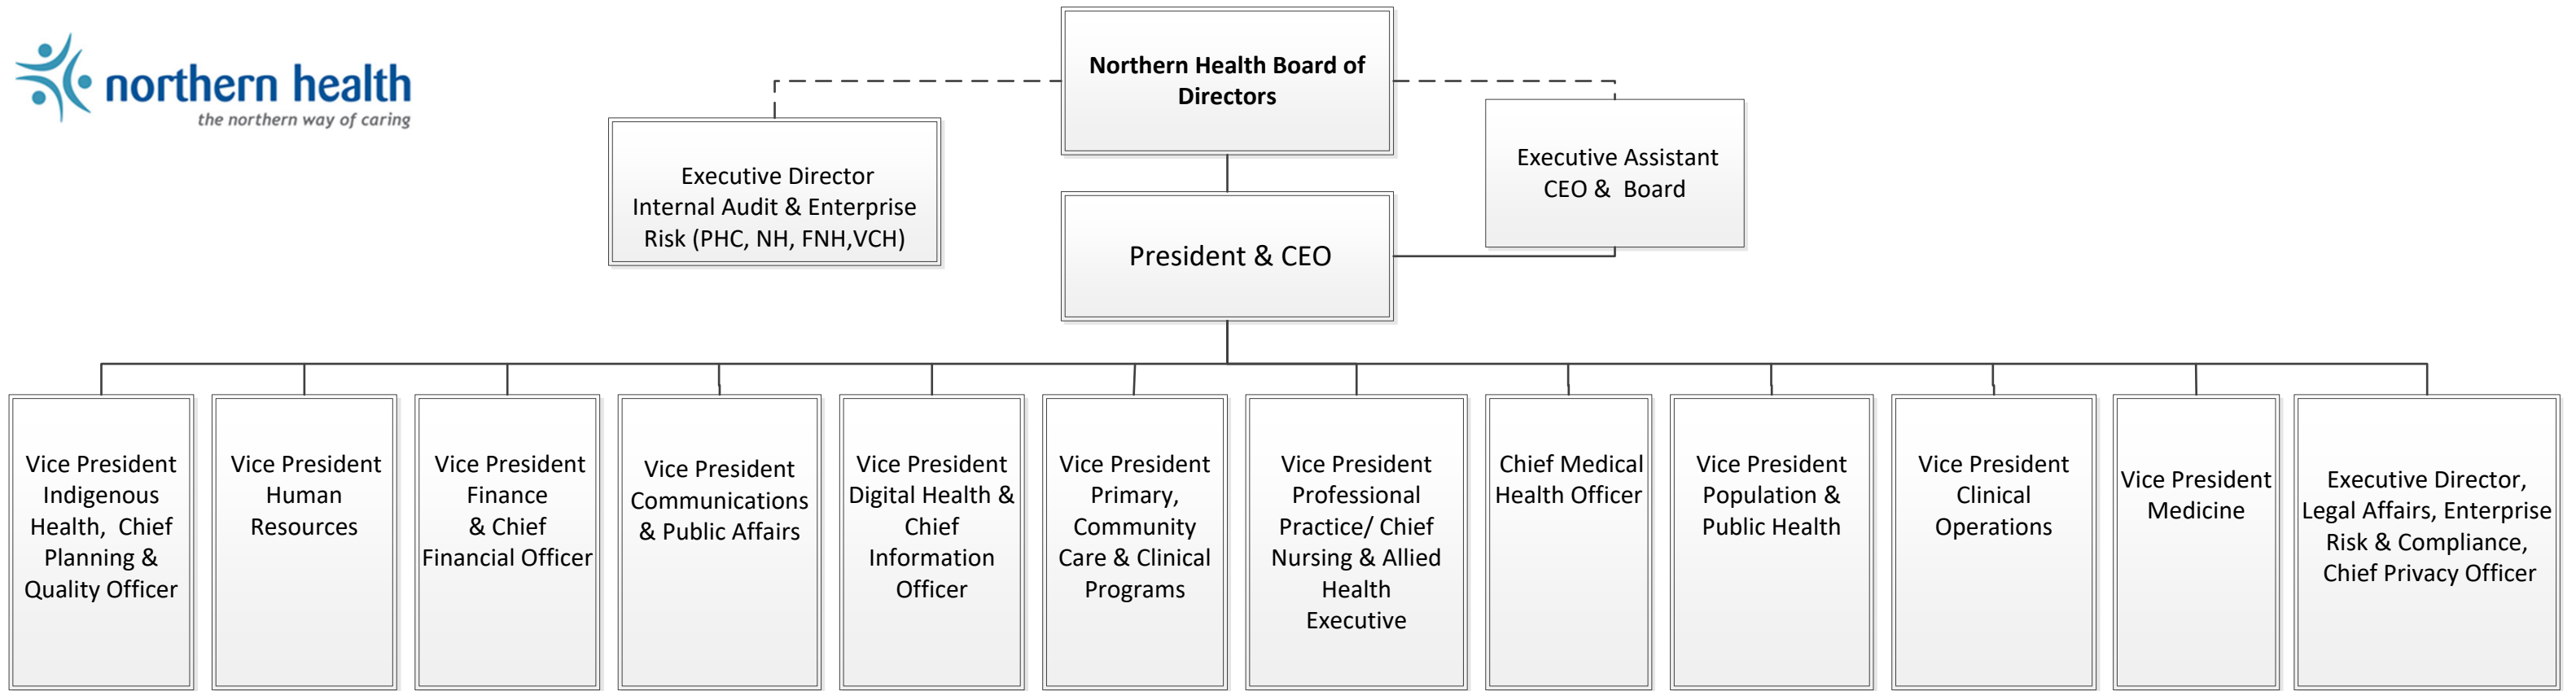 northern health
the northern way of caring
Northern Health Board of
Directors
Executive Director
Internal Audit & Enterprise
Risk (PHC, NH, FNH,VCH)
Executive Assistant
CEO & Board
President & CEO
Vice President
Indigenous
Health, Chief
Planning &
Quality Officer
Vice President
Human
Resources
Vice President
Finance
& Chief
Financial Officer
Vice President
Communications
& Public Affairs
Vice President
Digital Health &
Chief
Information
Officer
Vice President
Primary,
Community
Care & Clinical
Programs
Vice President
Professional
Practice/ Chief
Nursing & Allied
Health
Executive
Chief Medical
Health Officer
Vice President
Population &
Public Health
Vice President
Clinical
Operations
Vice President
Medicine
Executive Director,
Legal Affairs, Enterprise
Risk & Compliance,
Chief Privacy Officer